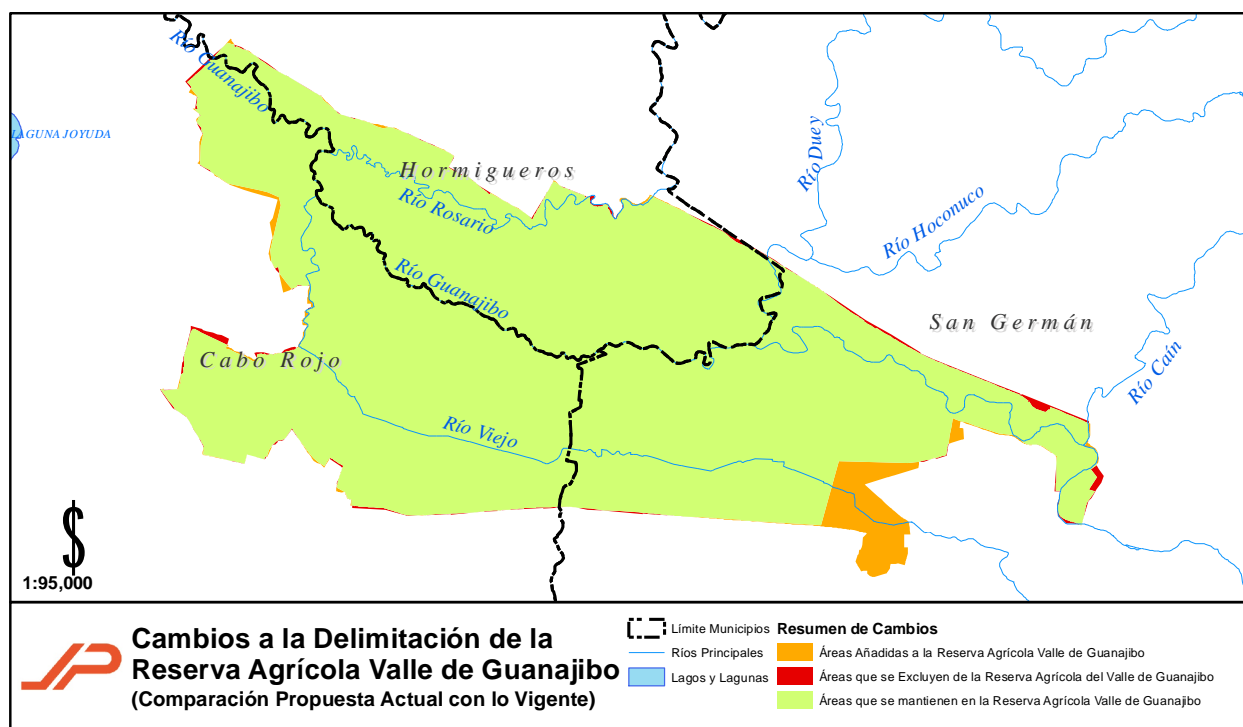 Río Guanajibo
LAGUNA JOYUDA
Hormigueros
Río Rosario
Río Guanajibo
Río Duey
Río Hoconuco
San Germán
Río Caín
Cabo Rojo
Río Viejo
$
1:95,000
Cambios a la Delimitación de la
Reserva Agrícola Valle de Guanajibo
(Comparación Propuesta Actual con lo Vigente)
Límite Municipios
Ríos Principales
Lagos y Lagunas
Resumen de Cambios
Áreas Añadidas a la Reserva Agrícola Valle de Guanajibo
Áreas que se Excluyen de la Reserva Agrícola del Valle de Guanajibo
Áreas que se mantienen en la Reserva Agrícola Valle de Guanajibo